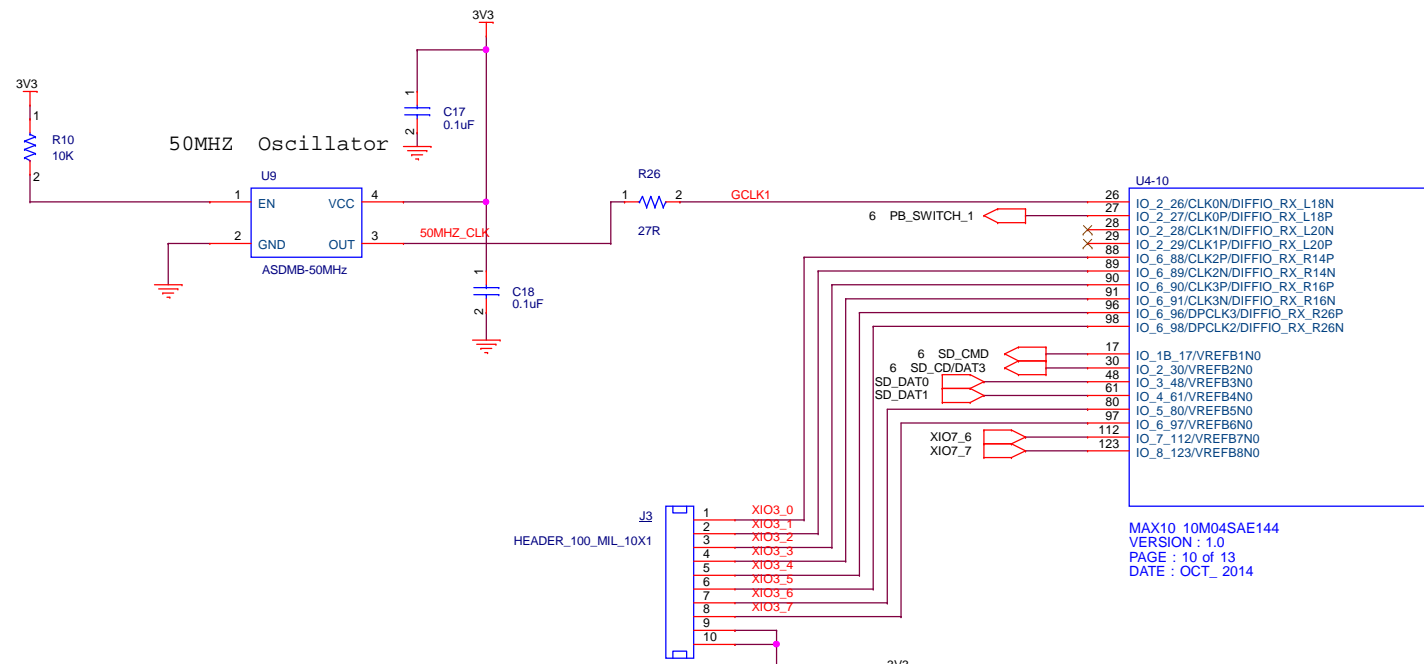 3V3
3V3
1
R10
10K
2
50MHZ Oscillator
1
C17
0.1uF
2
U9
1
EN
VCC
4
2
GND
OUT
3
50MHZ_CLK
ASDMB-50MHz
1
C18
0.1uF
2
R26
1
2
27R
GCLK1
U4-10
26
IO_2_26/CLK0N/DIFFIO_RX_L18N
6 PB_SWITCH_1
27
IO_2_27/CLK0P/DIFFIO_RX_L18P
28
IO_2_28/CLK1N/DIFFIO_RX_L20N
29
IO_2_29/CLK1P/DIFFIO_RX_L20P
88
IO_6_88/CLK2P/DIFFIO_RX_R14P
89
IO_6_89/CLK2N/DIFFIO_RX_R14N
90
IO_6_90/CLK3P/DIFFIO_RX_R16P
91
IO_6_91/CLK3N/DIFFIO_RX_R16N
96
IO_6_96/DPCLK3/DIFFIO_RX_R26P
98
IO_6_98/DPCLK2/DIFFIO_RX_R26N
6 SD_CMD
17
IO_1B_17/VREFB1N0
6 SD_CD/DAT3
30
IO_2_30/VREFB2N0
SD_DAT0
48
IO_3_48/VREFB3N0
SD_DAT1
61
IO_4_61/VREFB4N0
80
IO_5_80/VREFB5N0
97
IO_6_97/VREFB6N0
XIO7_6
112
IO_7_112/VREFB7N0
XIO7_7
123
IO_8_123/VREFB8N0
MAX10 10M04SAE144
VERSION : 1.0
PAGE : 10 of 13
DATE : OCT_ 2014
J3
HEADER_100_MIL_10X1
1
XIO3_0
2
XIO3_1
3
XIO3_2
4
XIO3_3
5
XIO3_4
6
XIO3_5
7
XIO3_6
8
XIO3_7
9
10
3V3